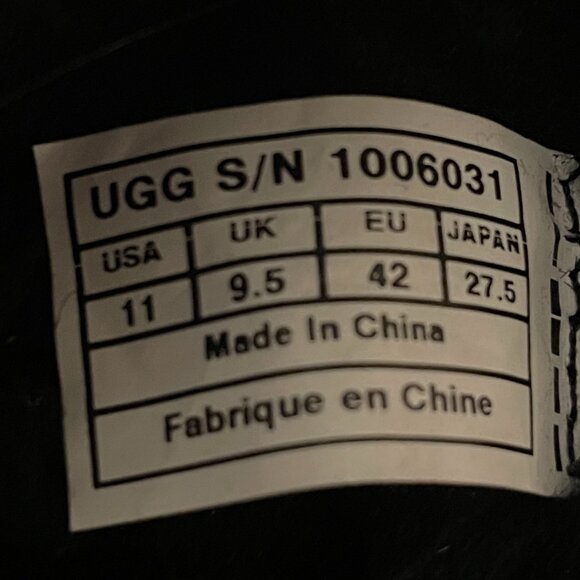 UGG S/N 1006031
USA UK EU JAPAN
11 9.5 42 27.5
Made In China
Fabrique en Chine